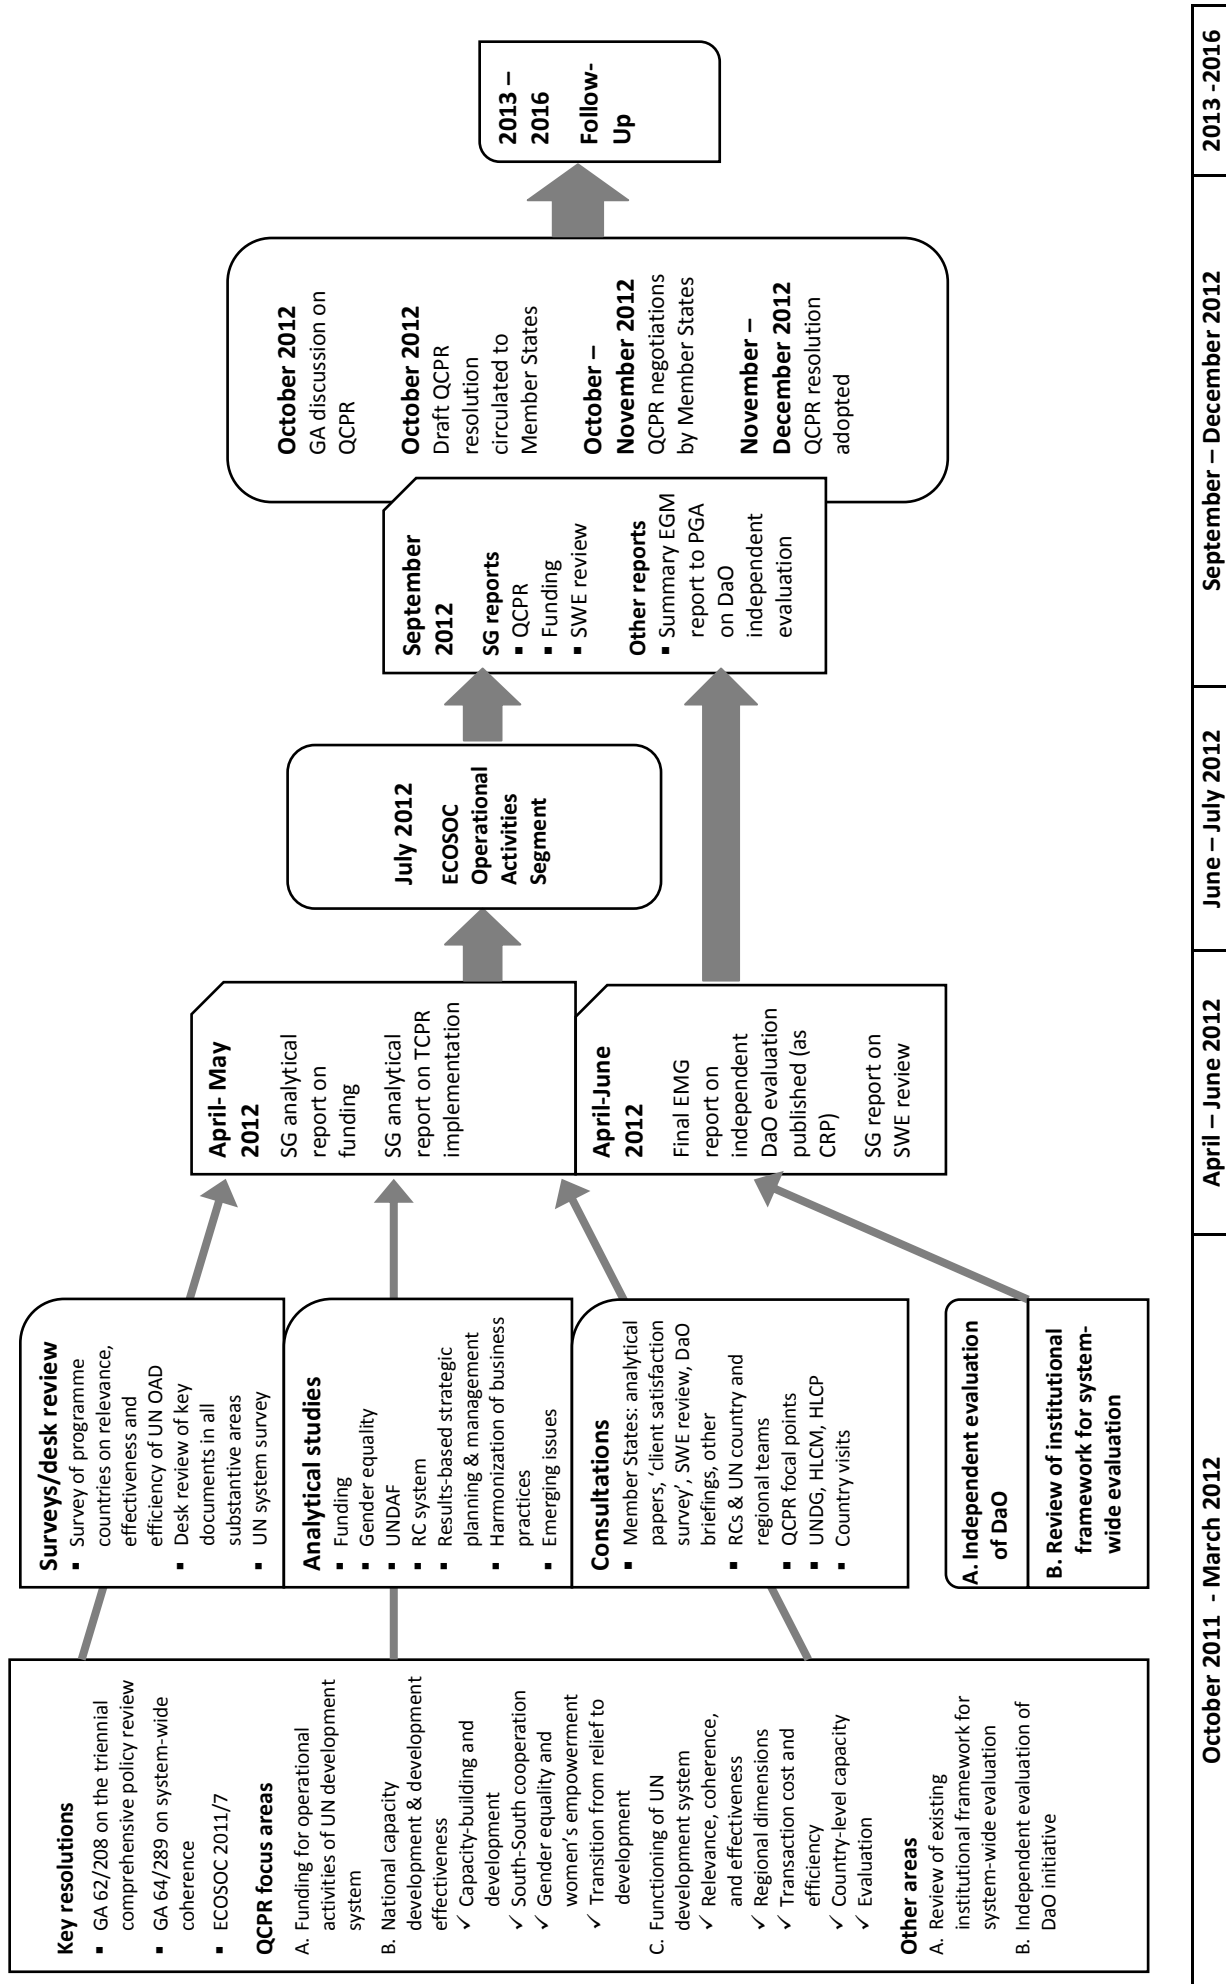 Key resolutions
▪ GA 62/208 on the triennial
comprehensive policy review
▪ GA 64/289 on system-wide
coherence
▪ ECOSOC 2011/7
QCPR focus areas
A. Funding for operational
activities of UN development
system
B. National capacity
development & development
effectiveness
✓ Capacity-building and
development
✓ South-South cooperation
✓ Gender equality and
women's empowerment
✓ Transition from relief to
development
C. Functioning of UN
development system
✓ Relevance, coherence,
and effectiveness
✓ Regional dimensions
✓ Transaction cost and
efficiency
✓ Country-level capacity
✓ Evaluation
Other areas
A. Review of existing
institutional framework for
system-wide evaluation
B. Independent evaluation of
DaO initiative
Surveys/desk review
▪ Survey of programme
countries on relevance,
effectiveness and
efficiency of UN OAD
▪ Desk review of key
documents in all
substantive areas
▪ UN system survey
Analytical studies
▪ Funding
▪ Gender equality
▪ UNDAF
▪ RC system
▪ Results-based strategic
planning & management
▪ Harmonization of business
practices
▪ Emerging issues
Consultations
▪ Member States: analytical
papers, 'client satisfaction
survey', SWE review, DaO
briefings, other
▪ RCs & UN country and
regional teams
▪ QCPR focal points
▪ UNDG, HLCM, HLCP
▪ Country visits
A. Independent evaluation
of DaO
B. Review of institutional
framework for system-
wide evaluation
April- May
2012
SG analytical
report on
funding
SG analytical
report on TCPR
implementation
April-June
2012
Final EMG
report on
independent
DaO evaluation
published (as
CRP)
SG report on
SWE review
July 2012
ECOSOC
Operational
Activities
Segment
September
2012
SG reports
▪ QCPR
▪ Funding
▪ SWE review
Other reports
▪ Summary EGM
report to PGA
on DaO
independent
evaluation
October 2012
GA discussion on
QCPR
October 2012
Draft QCPR
resolution
circulated to
Member States
October –
November 2012
QCPR negotiations
by Member States
November –
December 2012
QCPR resolution
adopted
2013 –
2016
Follow-
Up
October 2011 - March 2012
April – June 2012
June – July 2012
September – December 2012
2013 -2016